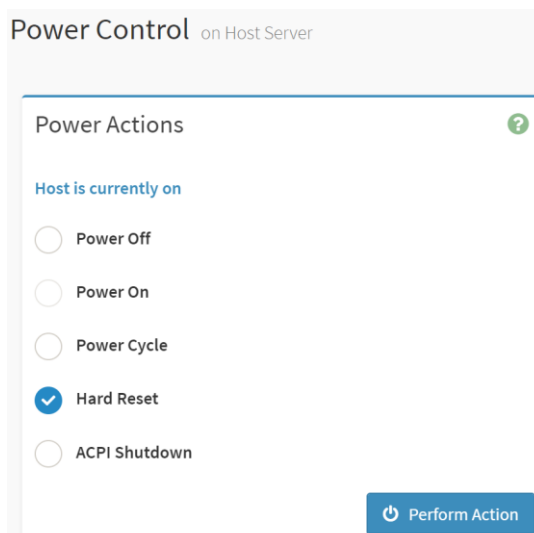 Power Control on Host Server
Power Actions
Host is currently on
Power Off
Power On
Power Cycle
Hard Reset
ACPI Shutdown
Perform Action